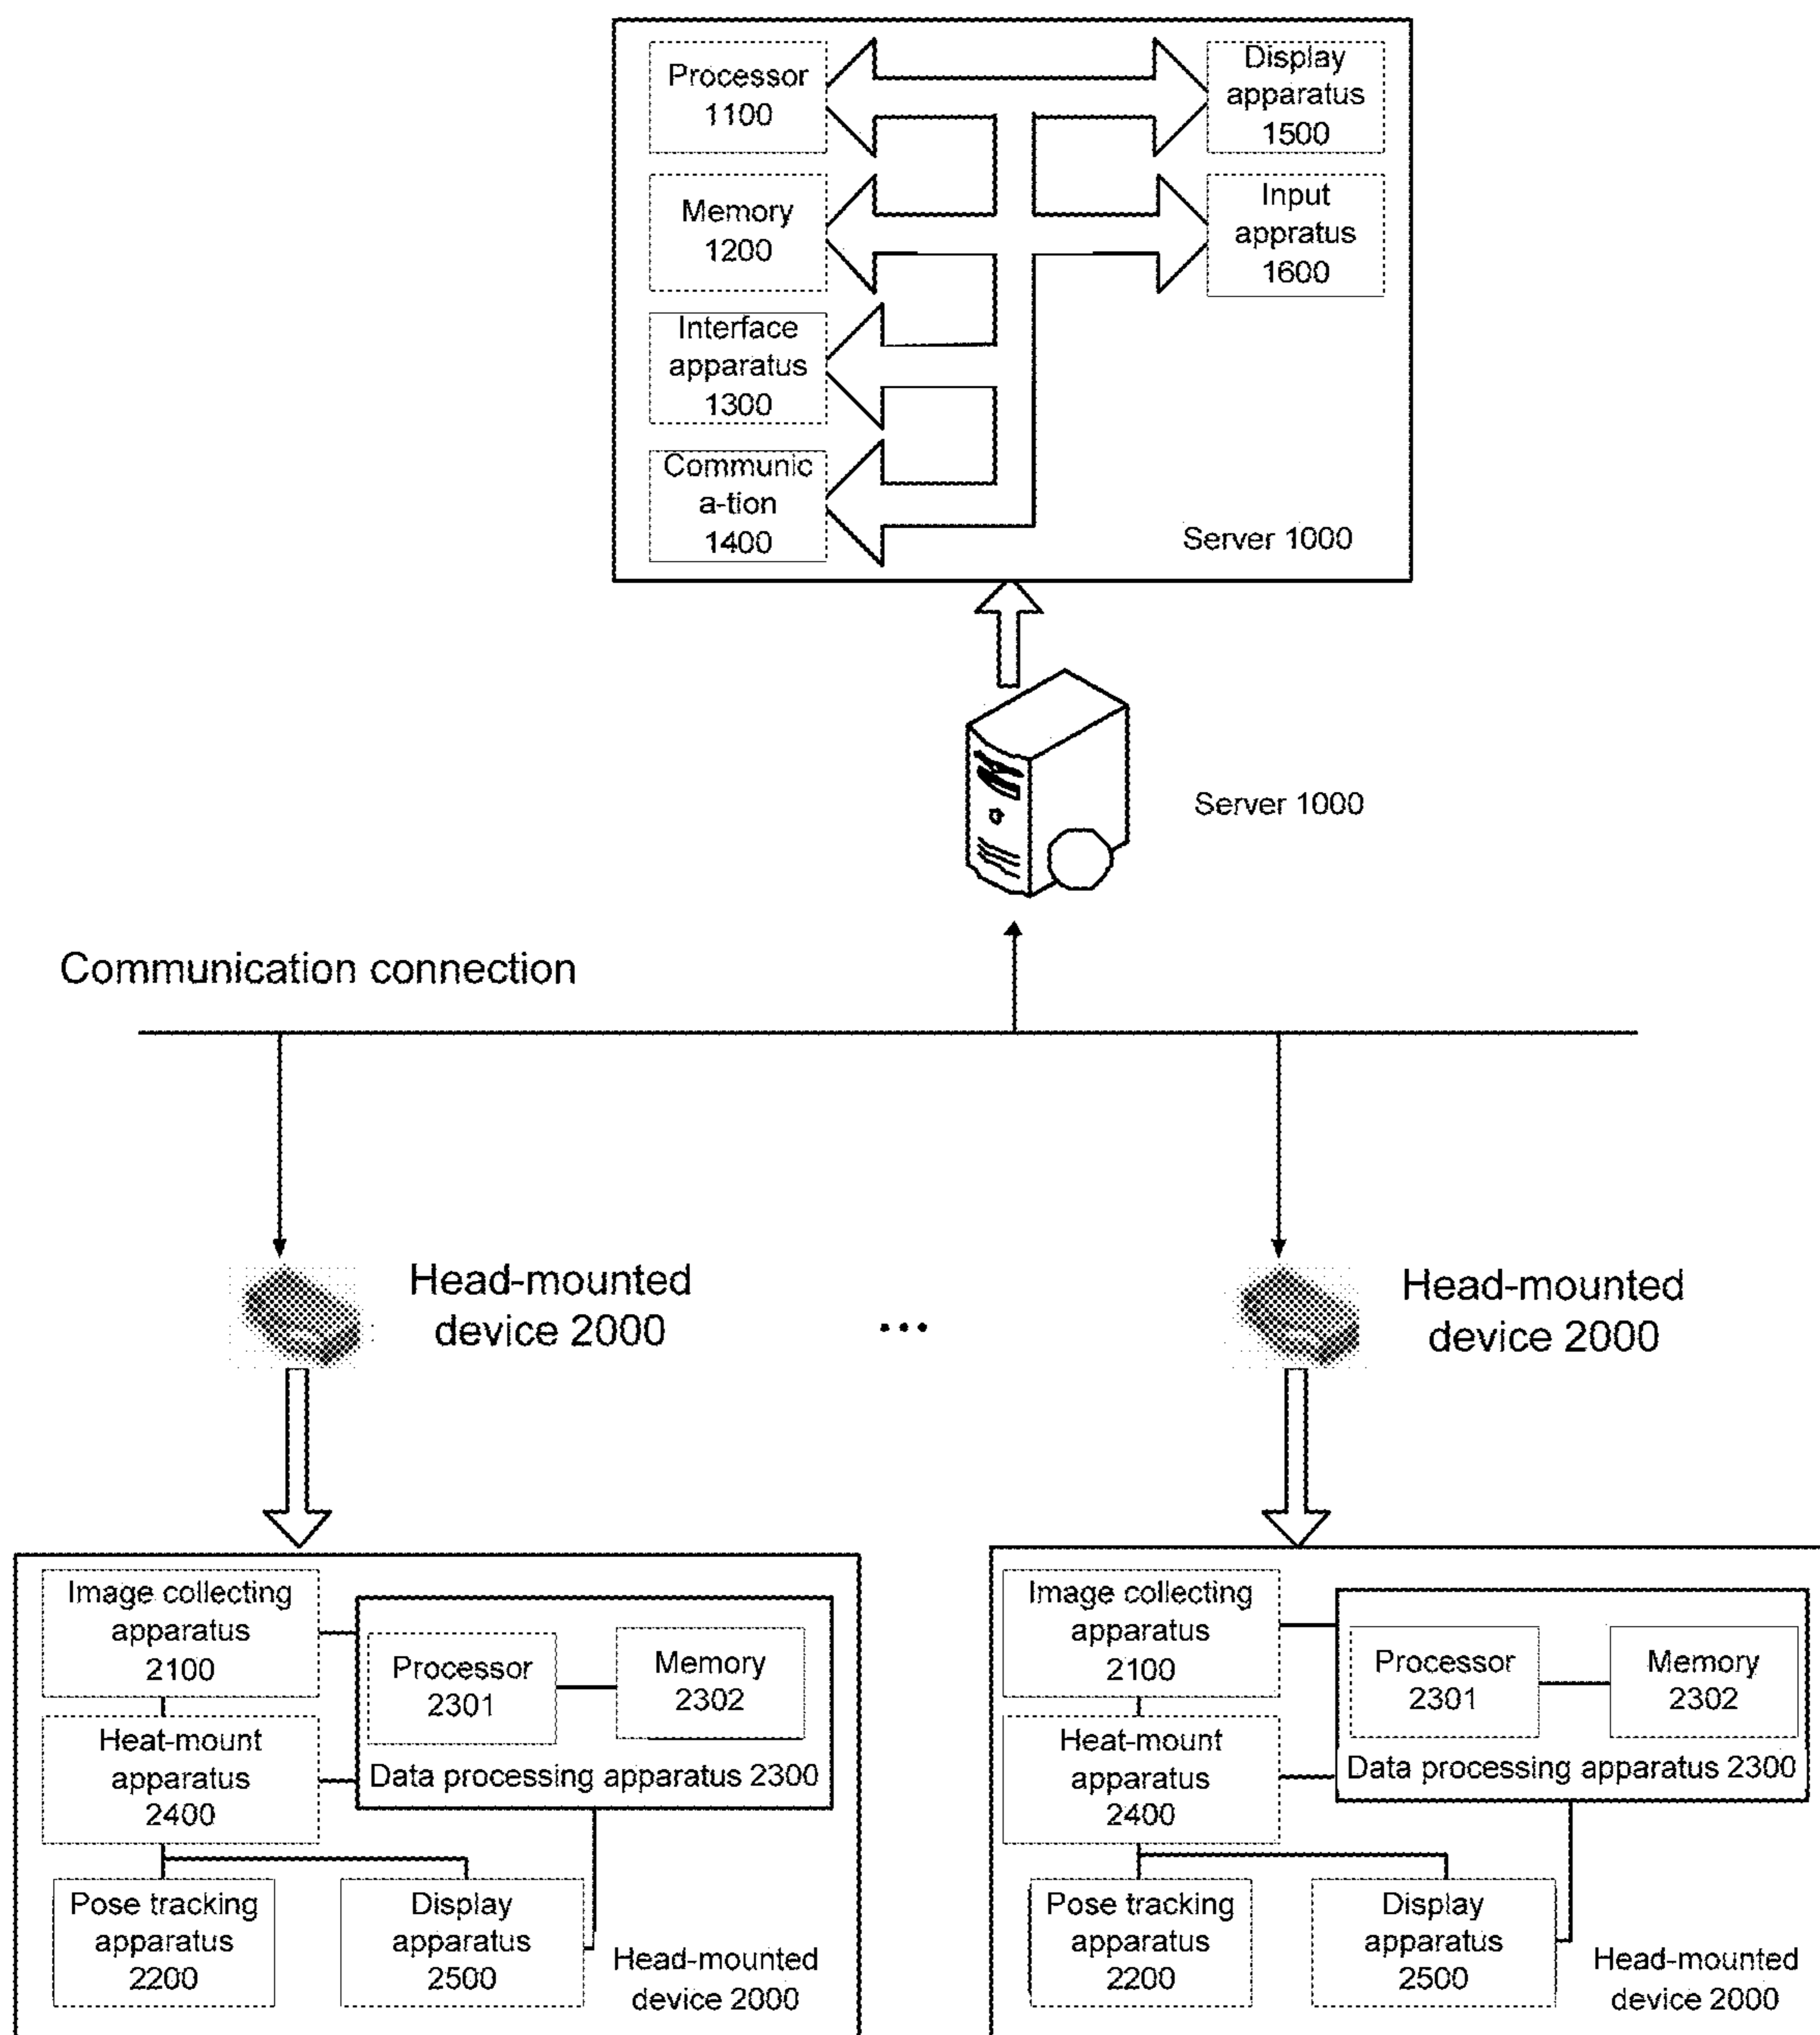 Processor
1100
Display
apparatus
1500
Memory
1200
Input
appratus
1600
Interface
apparatus
1300
Communic
a-tion
1400
Server 1000
Server 1000
Communication connection
Head-mounted
device 2000
...
Head-mounted
device 2000
Image collecting
apparatus
2100
Processor
2301
Memory
2302
Heat-mount
apparatus
2400
Data processing apparatus 2300
Pose tracking
apparatus
2200
Display
apparatus
2500
Head-mounted
device 2000
Image collecting
apparatus
2100
Processor
2301
Memory
2302
Heat-mount
apparatus
2400
Data processing apparatus 2300
Pose tracking
apparatus
2200
Display
apparatus
2500
Head-mounted
device 2000